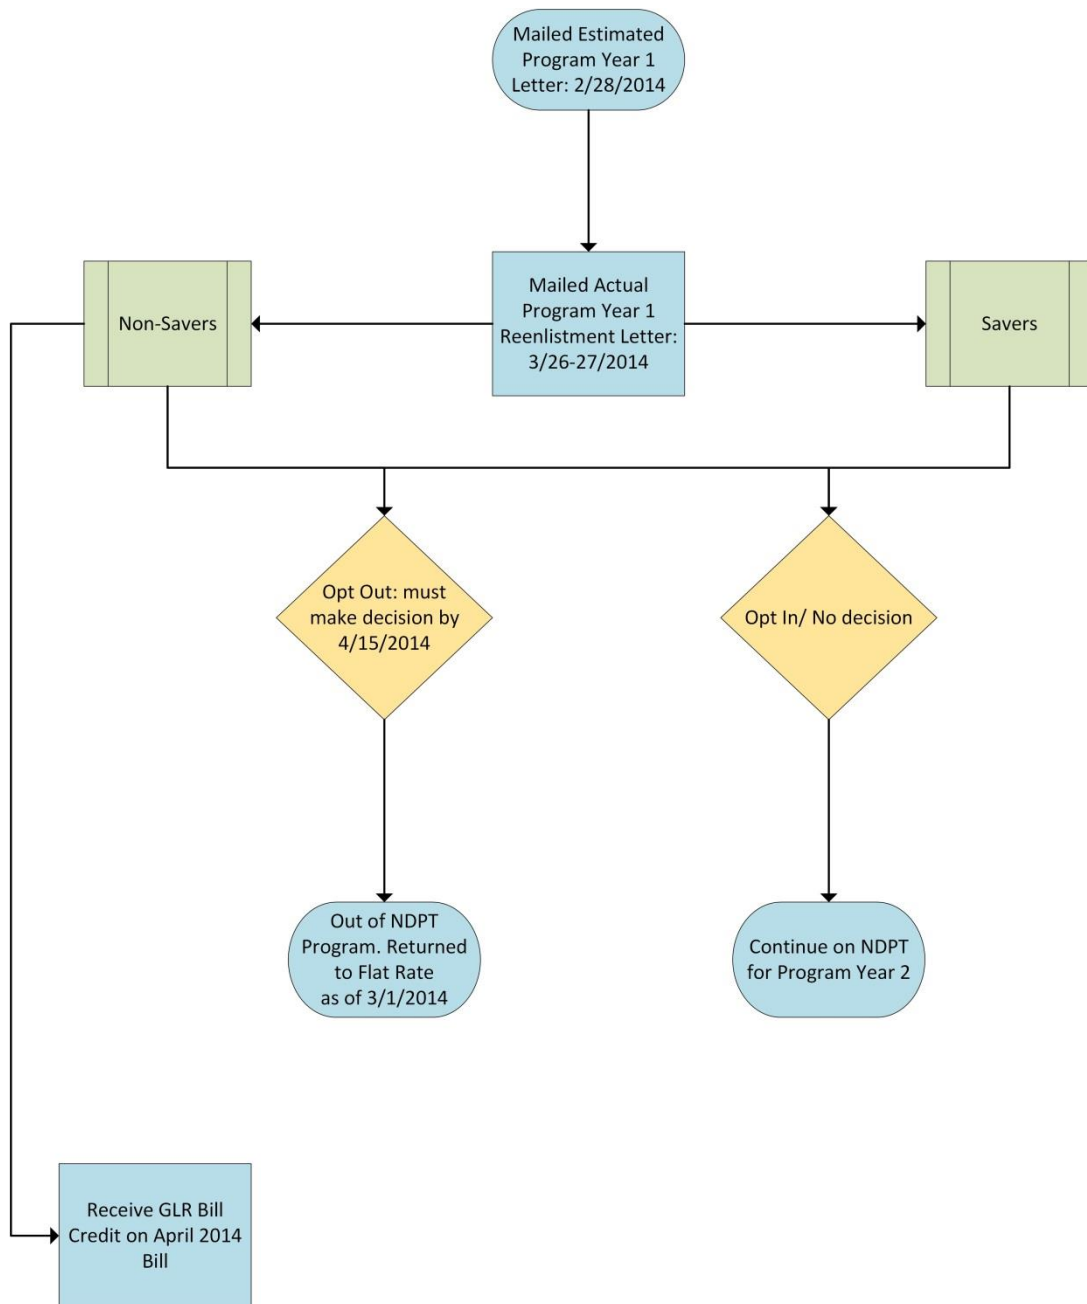 Mailed Estimated
Program Year 1
Letter: 2/28/2014
Mailed Actual
Program Year 1
Reenlistment Letter:
3/26-27/2014
Non-Savers
Savers
Opt Out: must
make decision by
4/15/2014
Opt In/ No decision
Out of NDPT
Program. Returned
to Flat Rate
as of 3/1/2014
Continue on NDPT
for Program Year 2
Receive GLR Bill
Credit on April 2014
Bill